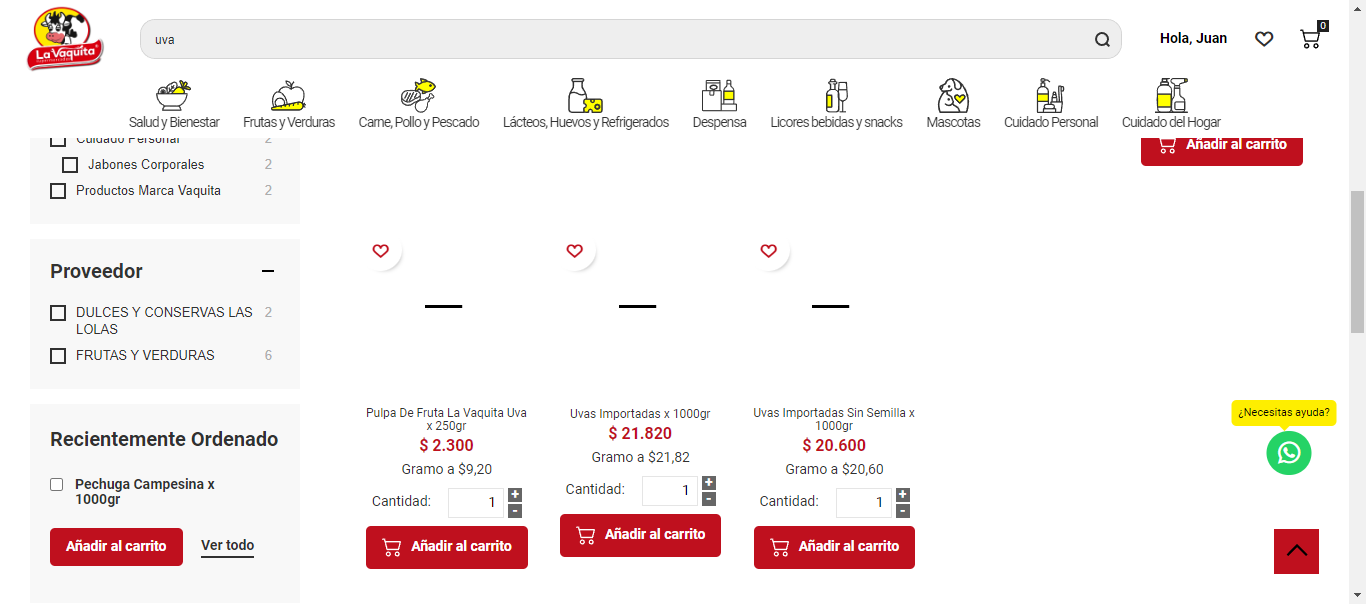 La Vaquita
uva
Hola, Juan
0
Salud y Bienestar
Frutas y Verduras
Carne, Pollo y Pescado
Lácteos, Huevos y Refrigerados
Despensa
Licores bebidas y snacks
Mascotas
Cuidado Personal
Cuidado del Hogar
Cuidado Personal 2
Jabones Corporales 2
Productos Marca Vaquita 2
Añadir al carrito
Proveedor
DULCES Y CONSERVAS LAS 2
LOLAS
FRUTAS Y VERDURAS 6
Recientemente Ordenado
Pechuga Campesina x
1000gr
Añadir al carrito Ver todo
Pulpa De Fruta La Vaquita Uva
x 250gr
$ 2.300
Gramo a $9,20
Cantidad: 1 + -
Añadir al carrito
Uvas Importadas x 1000gr
$ 21.820
Gramo a $21,82
Cantidad: 1 + -
Añadir al carrito
Uvas Importadas Sin Semilla x
1000gr
$ 20.600
Gramo a $20,60
Cantidad: 1 + -
Añadir al carrito
¿Necesitas ayuda?